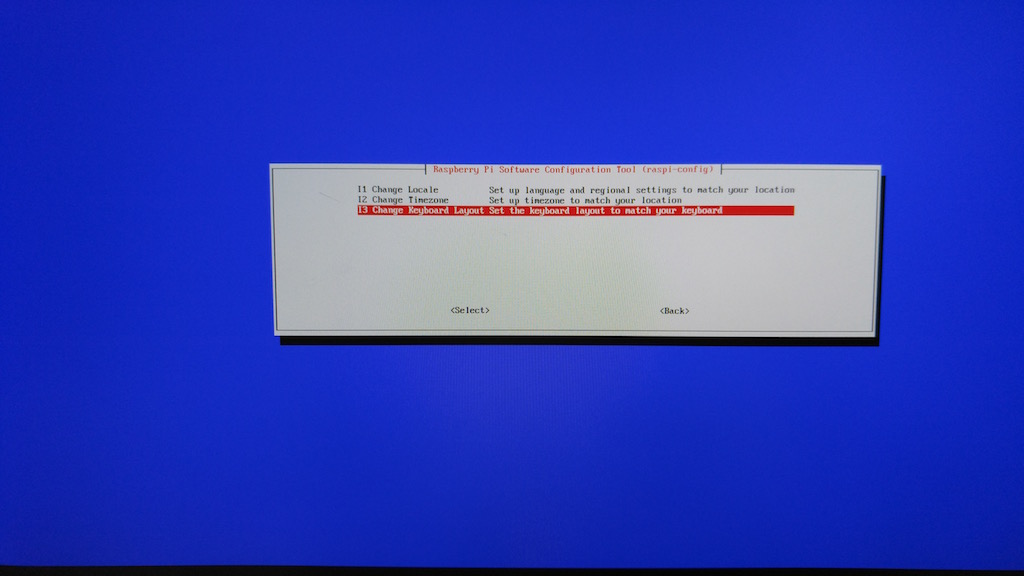 Raspberry Pi Software Configuration Tool (raspi-config)
I1 Change Locale Set up language and regional settings to match your location
I2 Change Timezone Set up timezone to match your location
I3 Change Keyboard Layout Set the keyboard layout to match your keyboard
<Select> <Back>